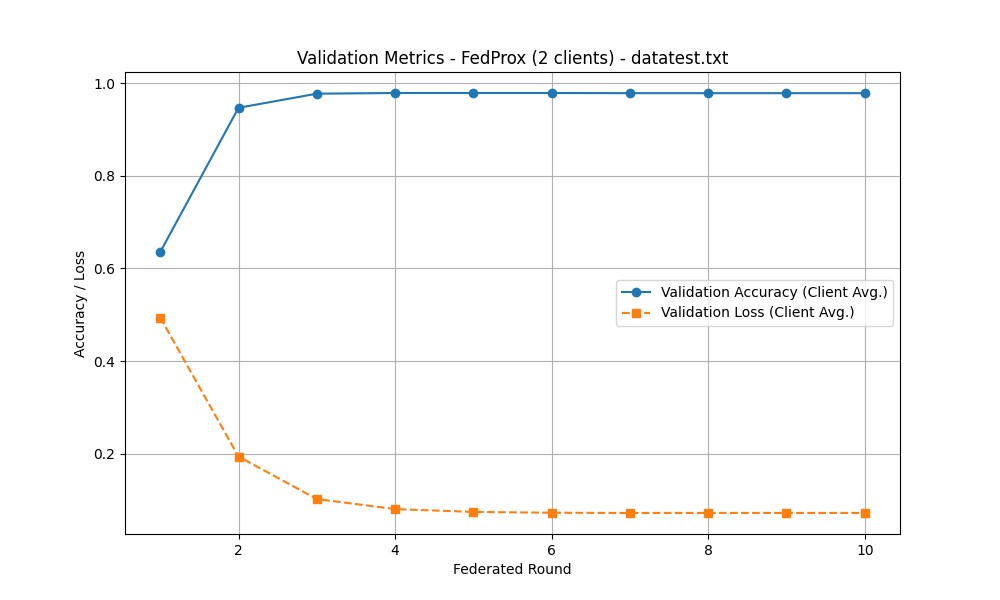 Validation Metrics - FedProx (2 clients) - datatest.txt
1.0
0.8
0.6
0.4
0.2
Accuracy / Loss
Validation Accuracy (Client Avg.)
Validation Loss (Client Avg.)
2 4 6 8 10
Federated Round